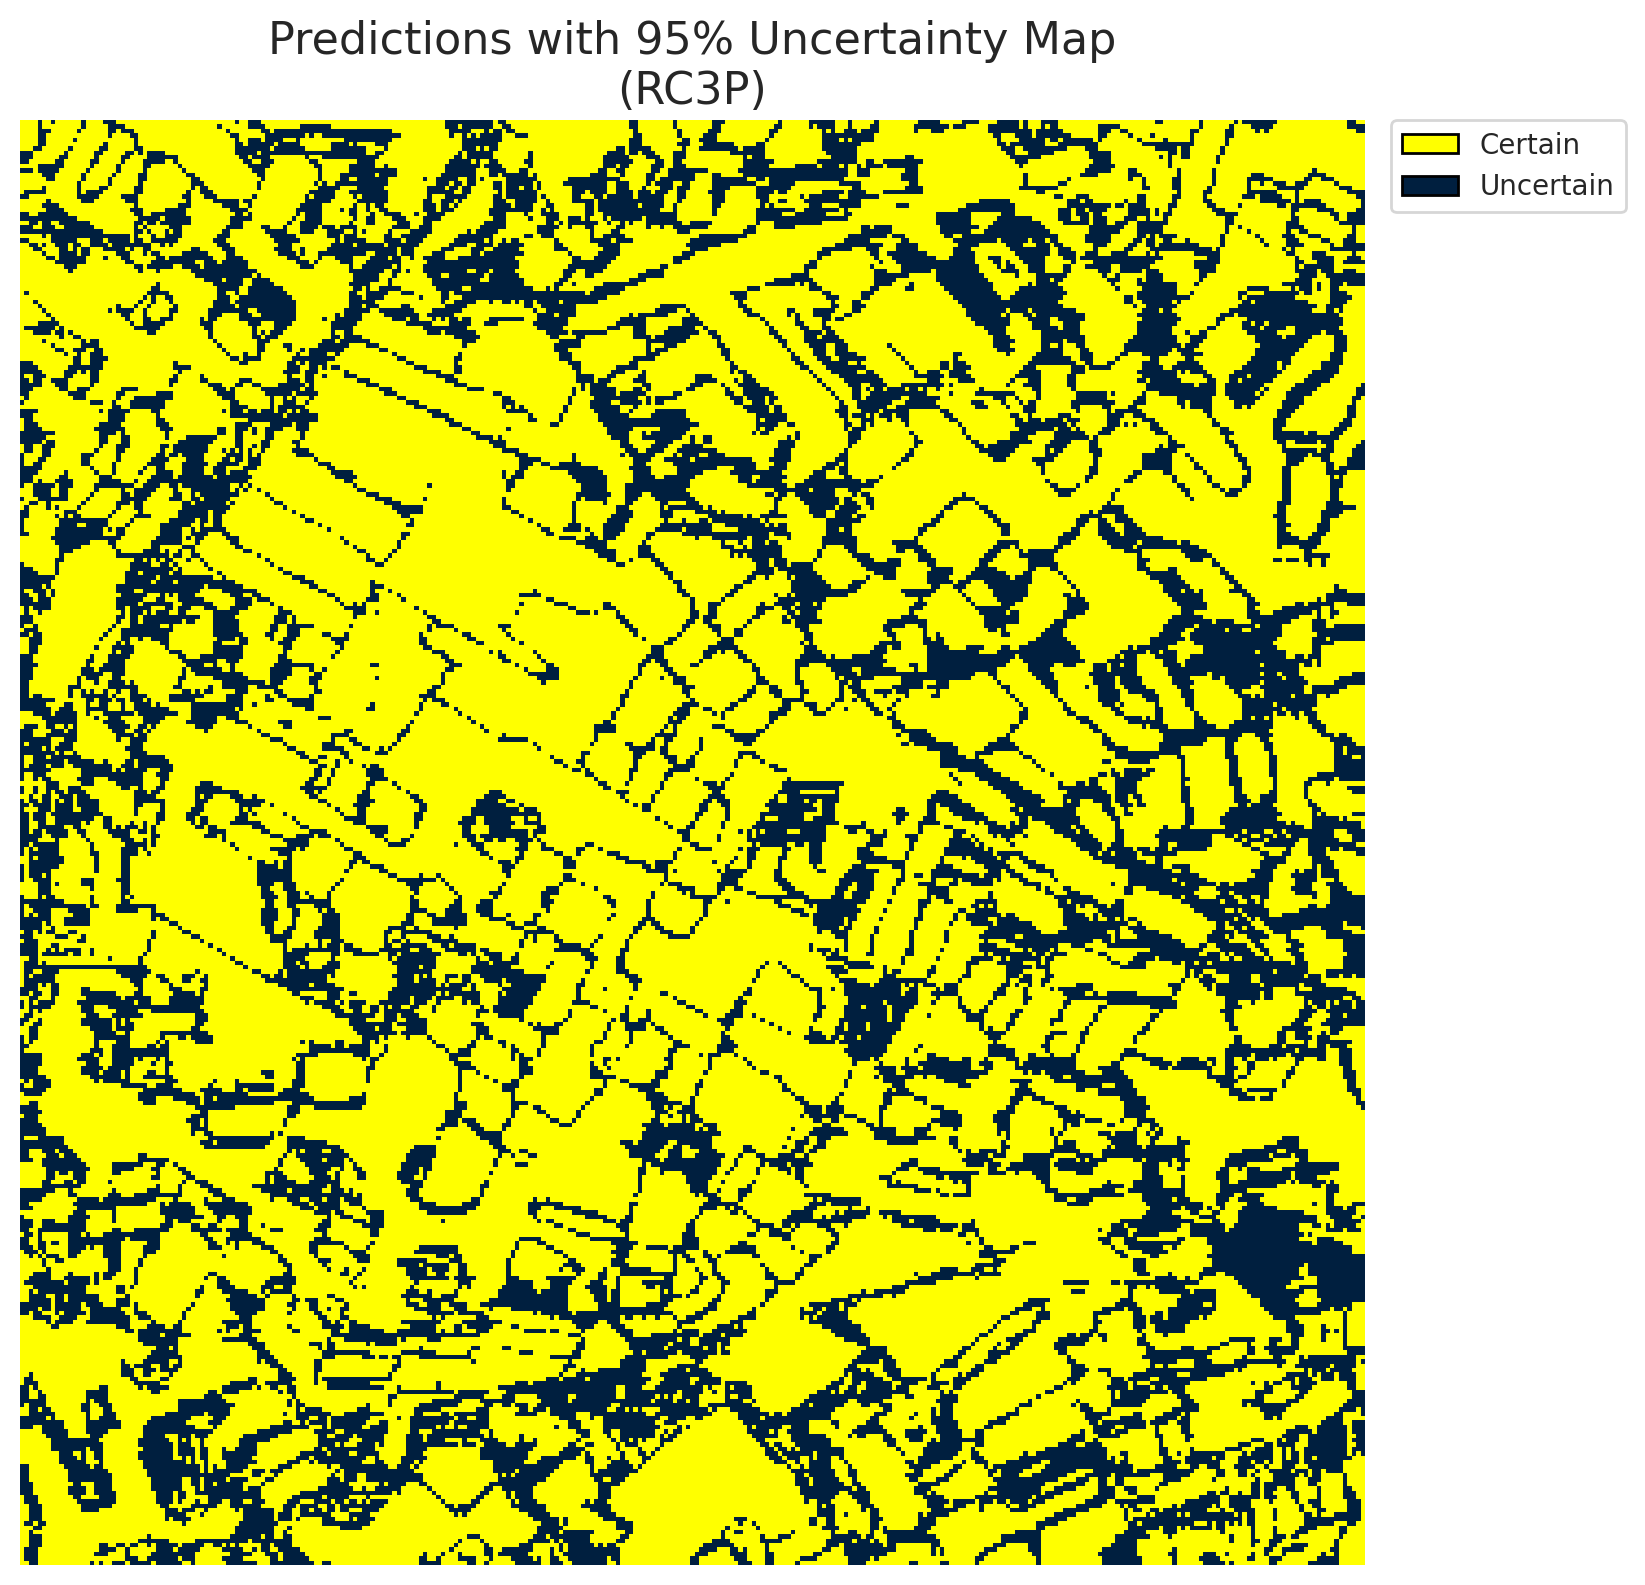 Predictions with 95% Uncertainty Map
(RC3P)
Certain
Uncertain